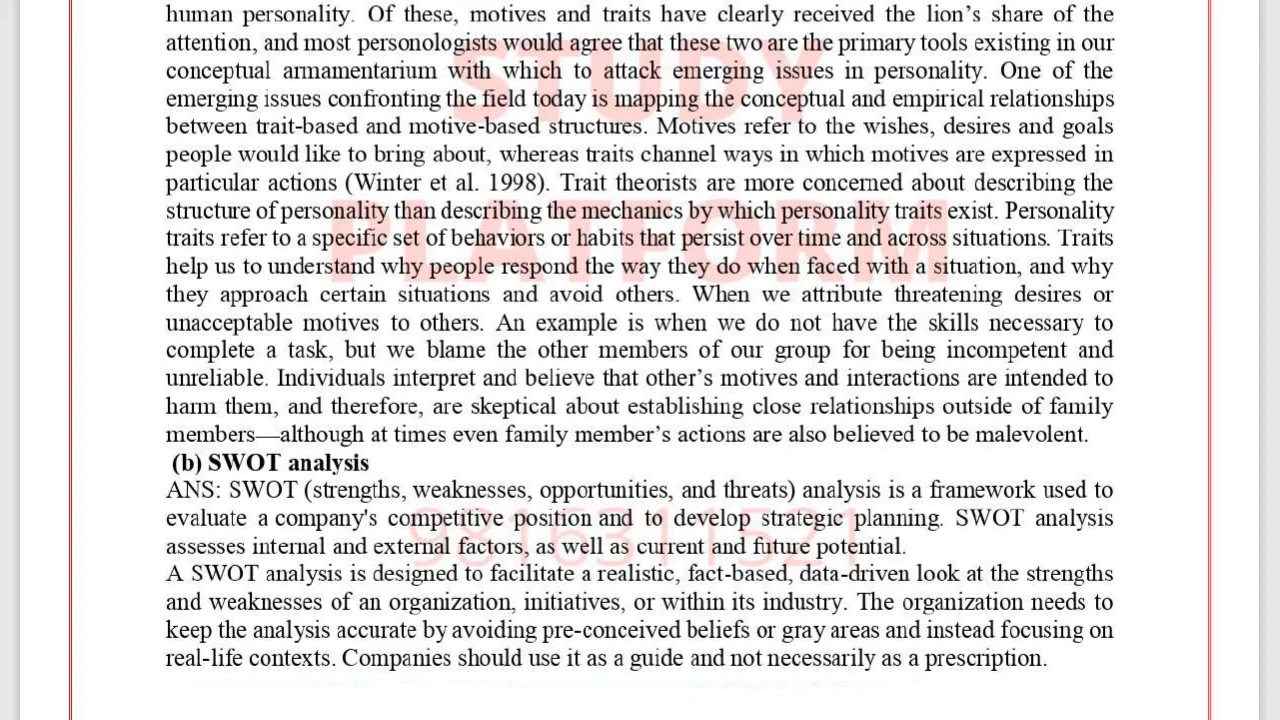 human personality. Of these, motives and traits have clearly received the lion’s share of the
attention, and most personologists would agree that these two are the primary tools existing in our
conceptual armamentarium with which to attack emerging issues in personality. One of the
emerging issues confronting the field today is mapping the conceptual and empirical relationships
between trait-based and motive-based structures. Motives refer to the wishes, desires and goals
people would like to bring about, whereas traits channel ways in which motives are expressed in
particular actions (Winter et al. 1998). Trait theorists are more concerned about describing the
structure of personality than describing the mechanics by which personality traits exist. Personality
traits refer to a specific set of behaviors or habits that persist over time and across situations. Traits
help us to understand why people respond the way they do when faced with a situation, and why
they approach certain situations and avoid others. When we attribute threatening desires or
unacceptable motives to others. An example is when we do not have the skills necessary to
complete a task, but we blame the other members of our group for being incompetent and
unreliable. Individuals interpret and believe that other’s motives and interactions are intended to
harm them, and therefore, are skeptical about establishing close relationships outside of family
members—although at times even family member’s actions are also believed to be malevolent.
(b) SWOT analysis
ANS: SWOT (strengths, weaknesses, opportunities, and threats) analysis is a framework used to
evaluate a company's competitive position and to develop strategic planning. SWOT analysis
assesses internal and external factors, as well as current and future potential.
A SWOT analysis is designed to facilitate a realistic, fact-based, data-driven look at the strengths
and weaknesses of an organization, initiatives, or within its industry. The organization needs to
keep the analysis accurate by avoiding pre-conceived beliefs or gray areas and instead focusing on
real-life contexts. Companies should use it as a guide and not necessarily as a prescription.
STUDY
PLATFORM
9816311521